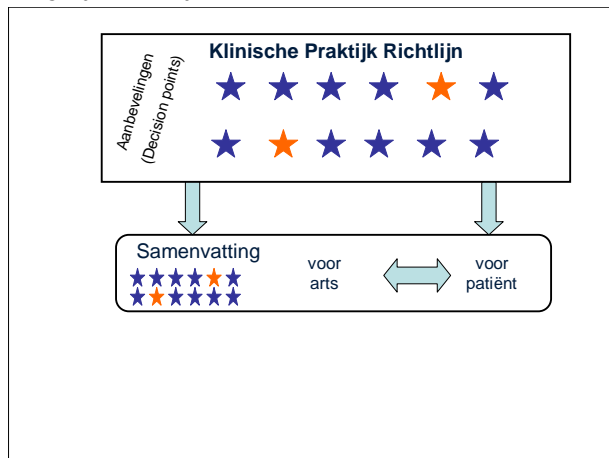 Klinische Praktijk Richtlijn
Aanbevelingen
(Decision points)
Samenvatting
voor
arts
voor
patiënt